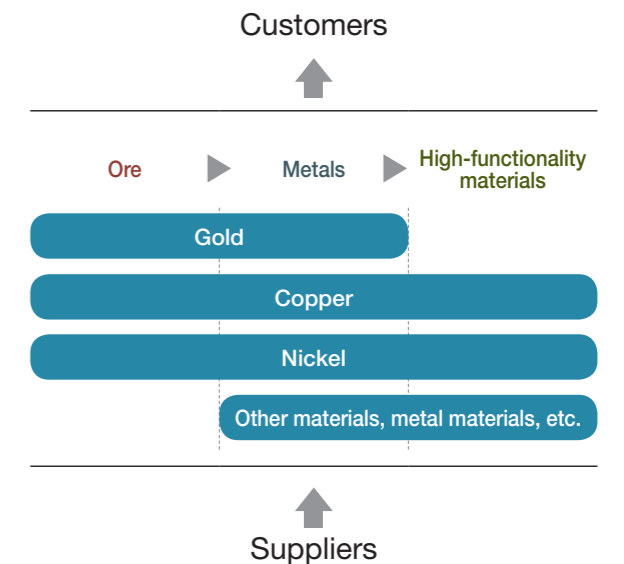 Customers
Ore
Metals
High-functionality
materials
Gold
Copper
Nickel
Other materials, metal materials, etc.
Suppliers